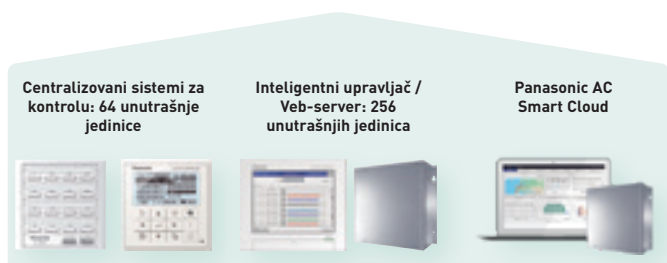 Centralizovani sistemi za
kontrolu: 64 unutrašnje
jedinice
Inteligentni upravljač /
Veb-server: 256
unutrašnjih jedinica
Panasonic AC
Smart Cloud